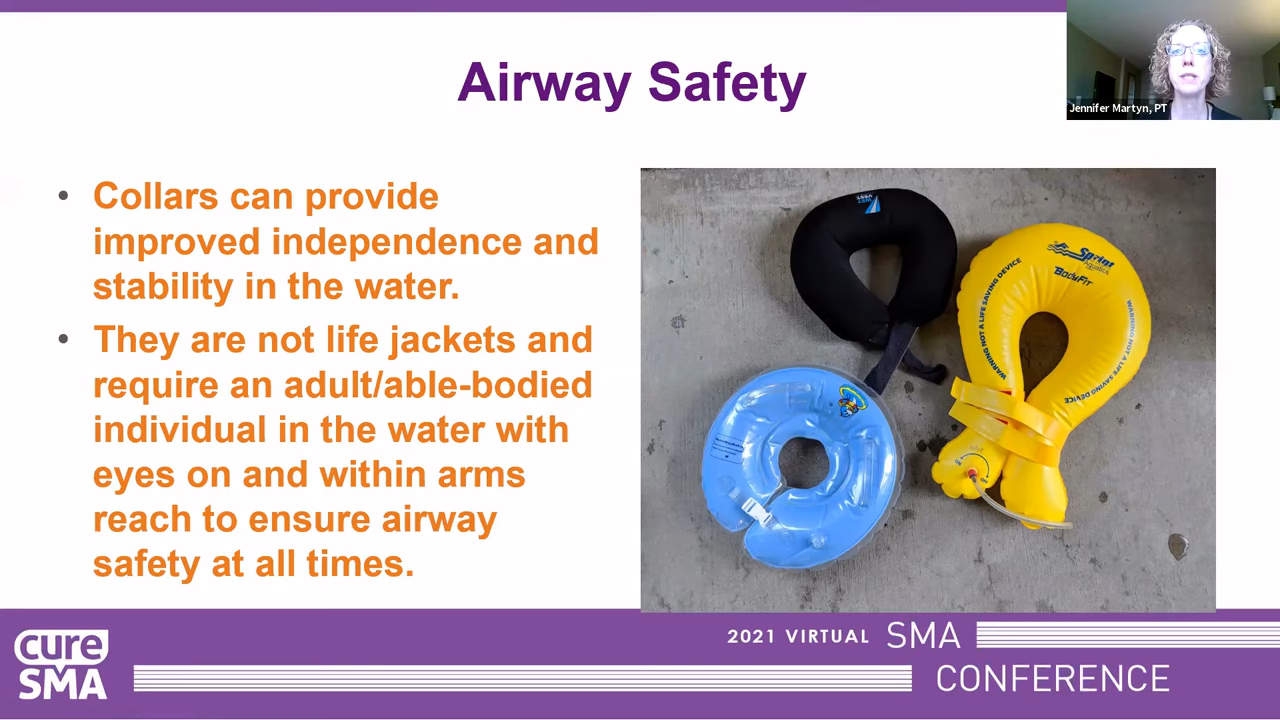 Airway Safety
Jennifer Martyn, PT
• Collars can provide
improved independence and
stability in the water.
• They are not life jackets and
require an adult/able-bodied
individual in the water with
eyes on and within arms
reach to ensure airway
safety at all times.
WET
VEST
Sprint
Aquatics
BodyFit
WARNING NOT A LIFE SAVING DEVICE
WARNING NOT A LIFE SAVING DEVICE
2021 VIRTUAL SMA
CONFERENCE
cure
SMA